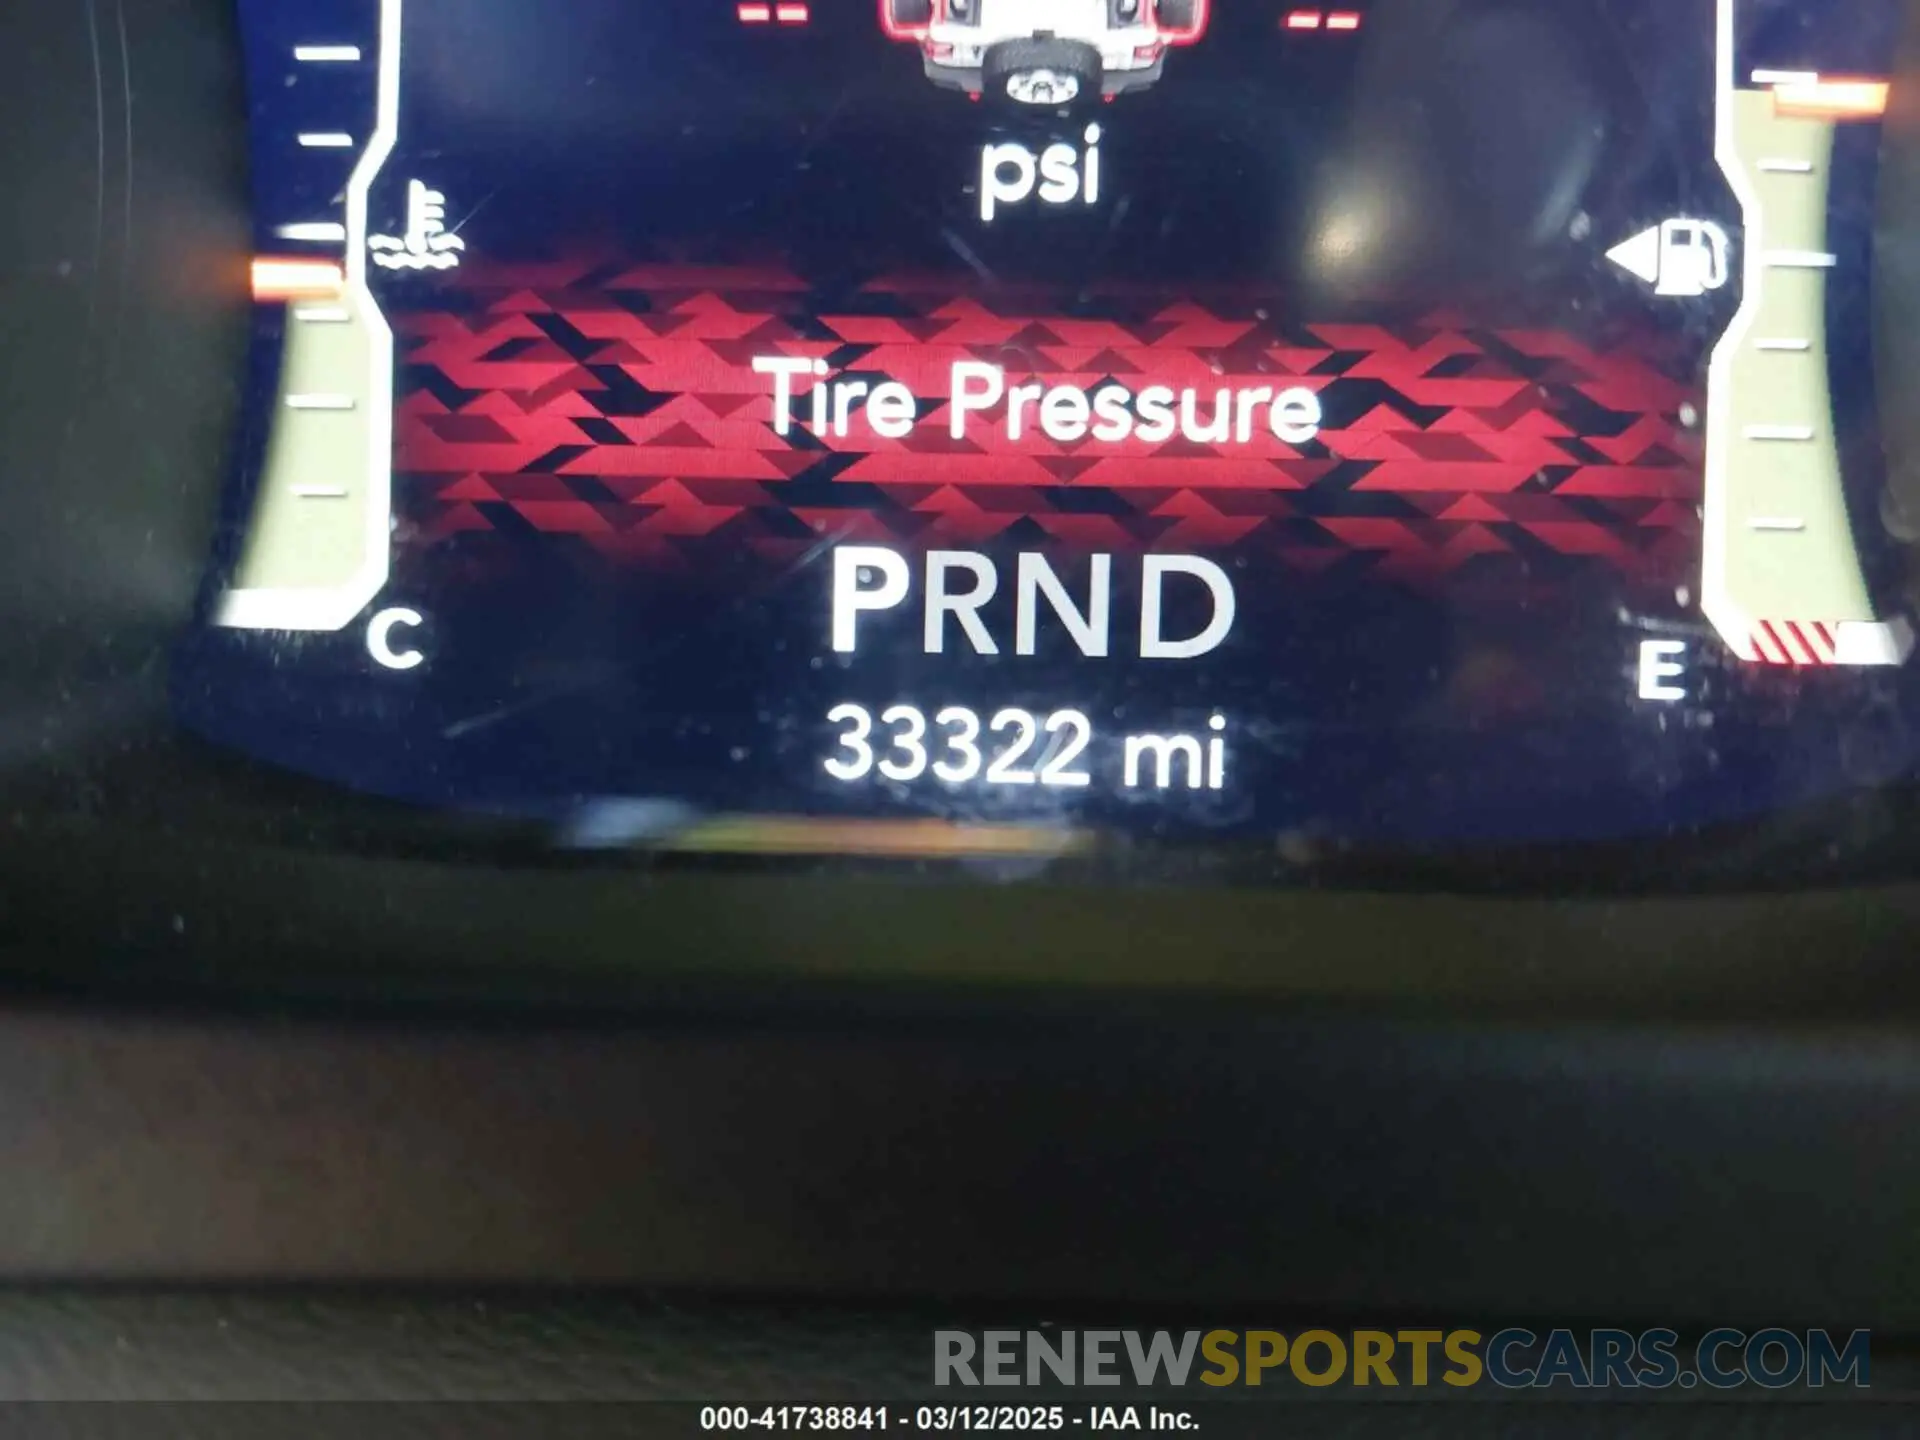 -- --
psi
Tire Pressure
PRND
C
E
33322 mi
RENEWSPORTSCARS.COM
000-41738841 - 03/12/2025 - IAA Inc.